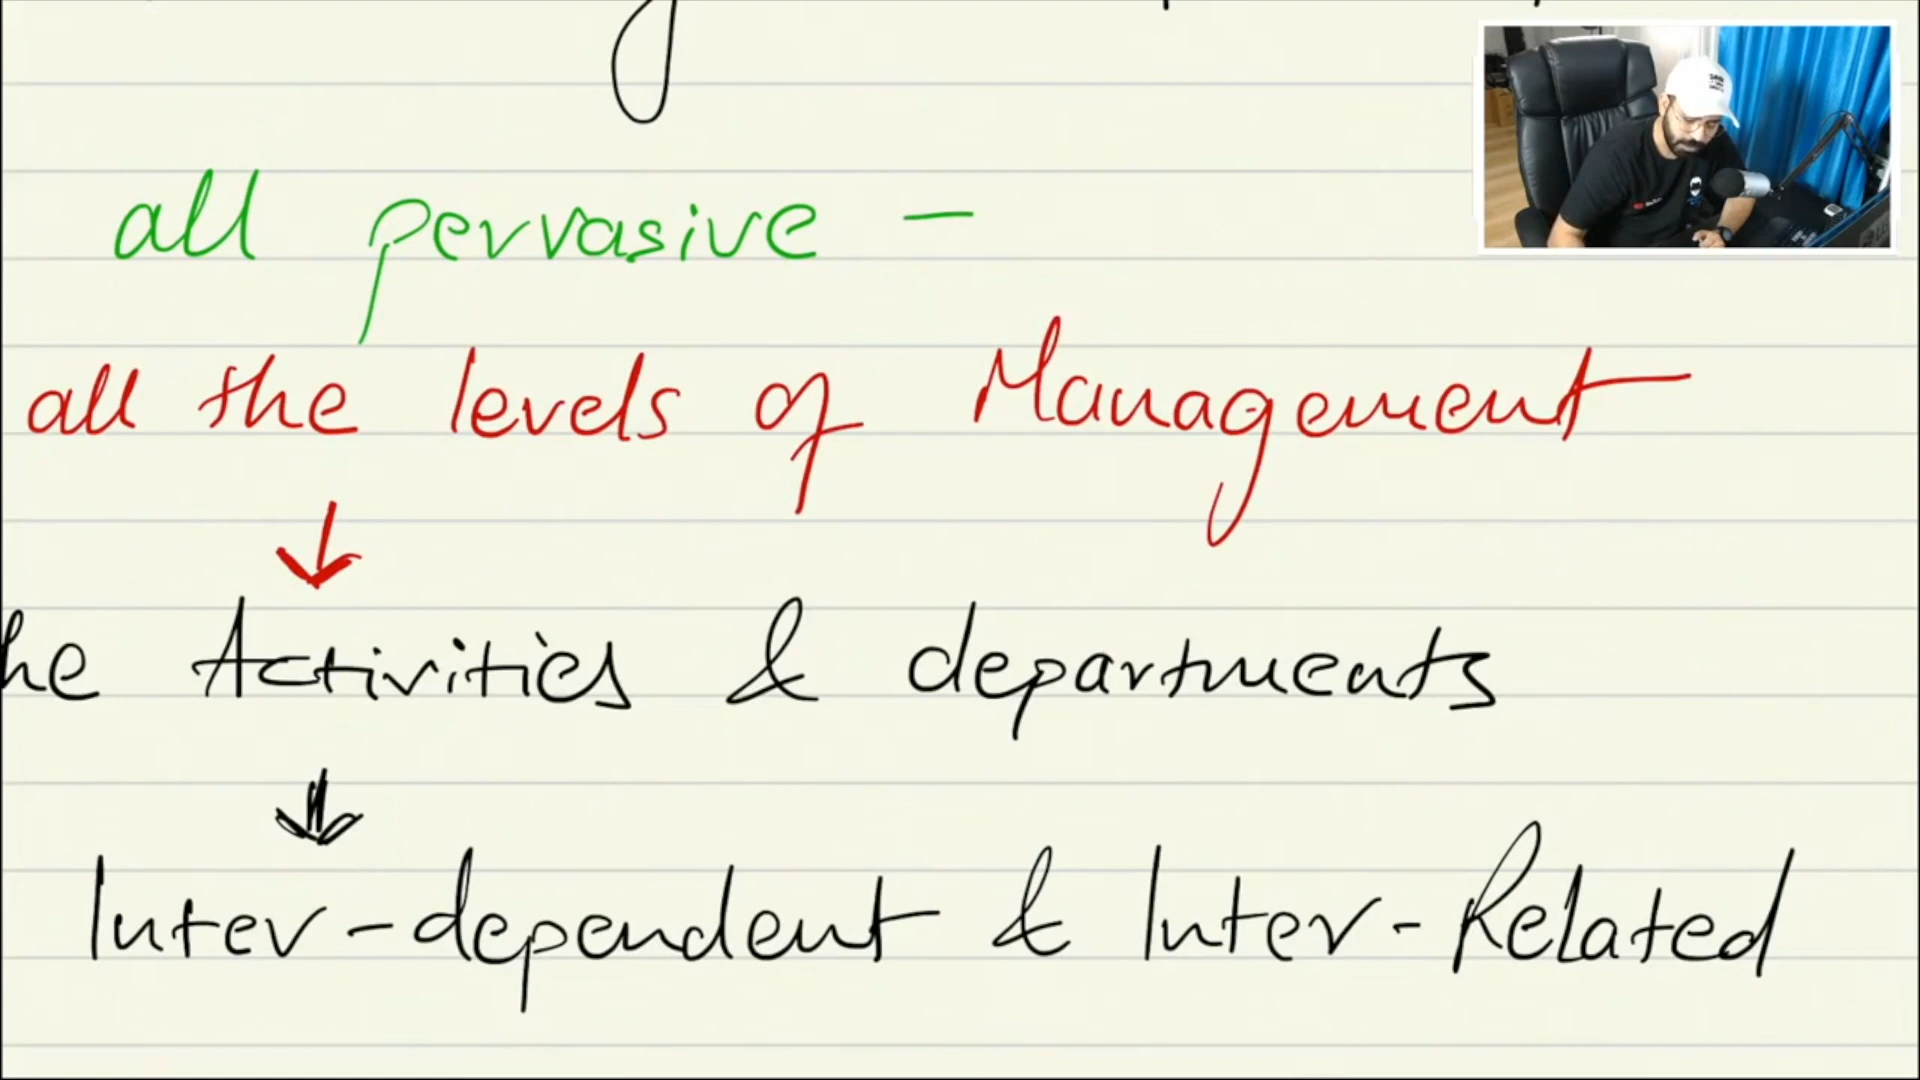 all pervasive -
all the levels of Management
↓
he Activities & departments
↓
Inter-dependent & Inter-Related